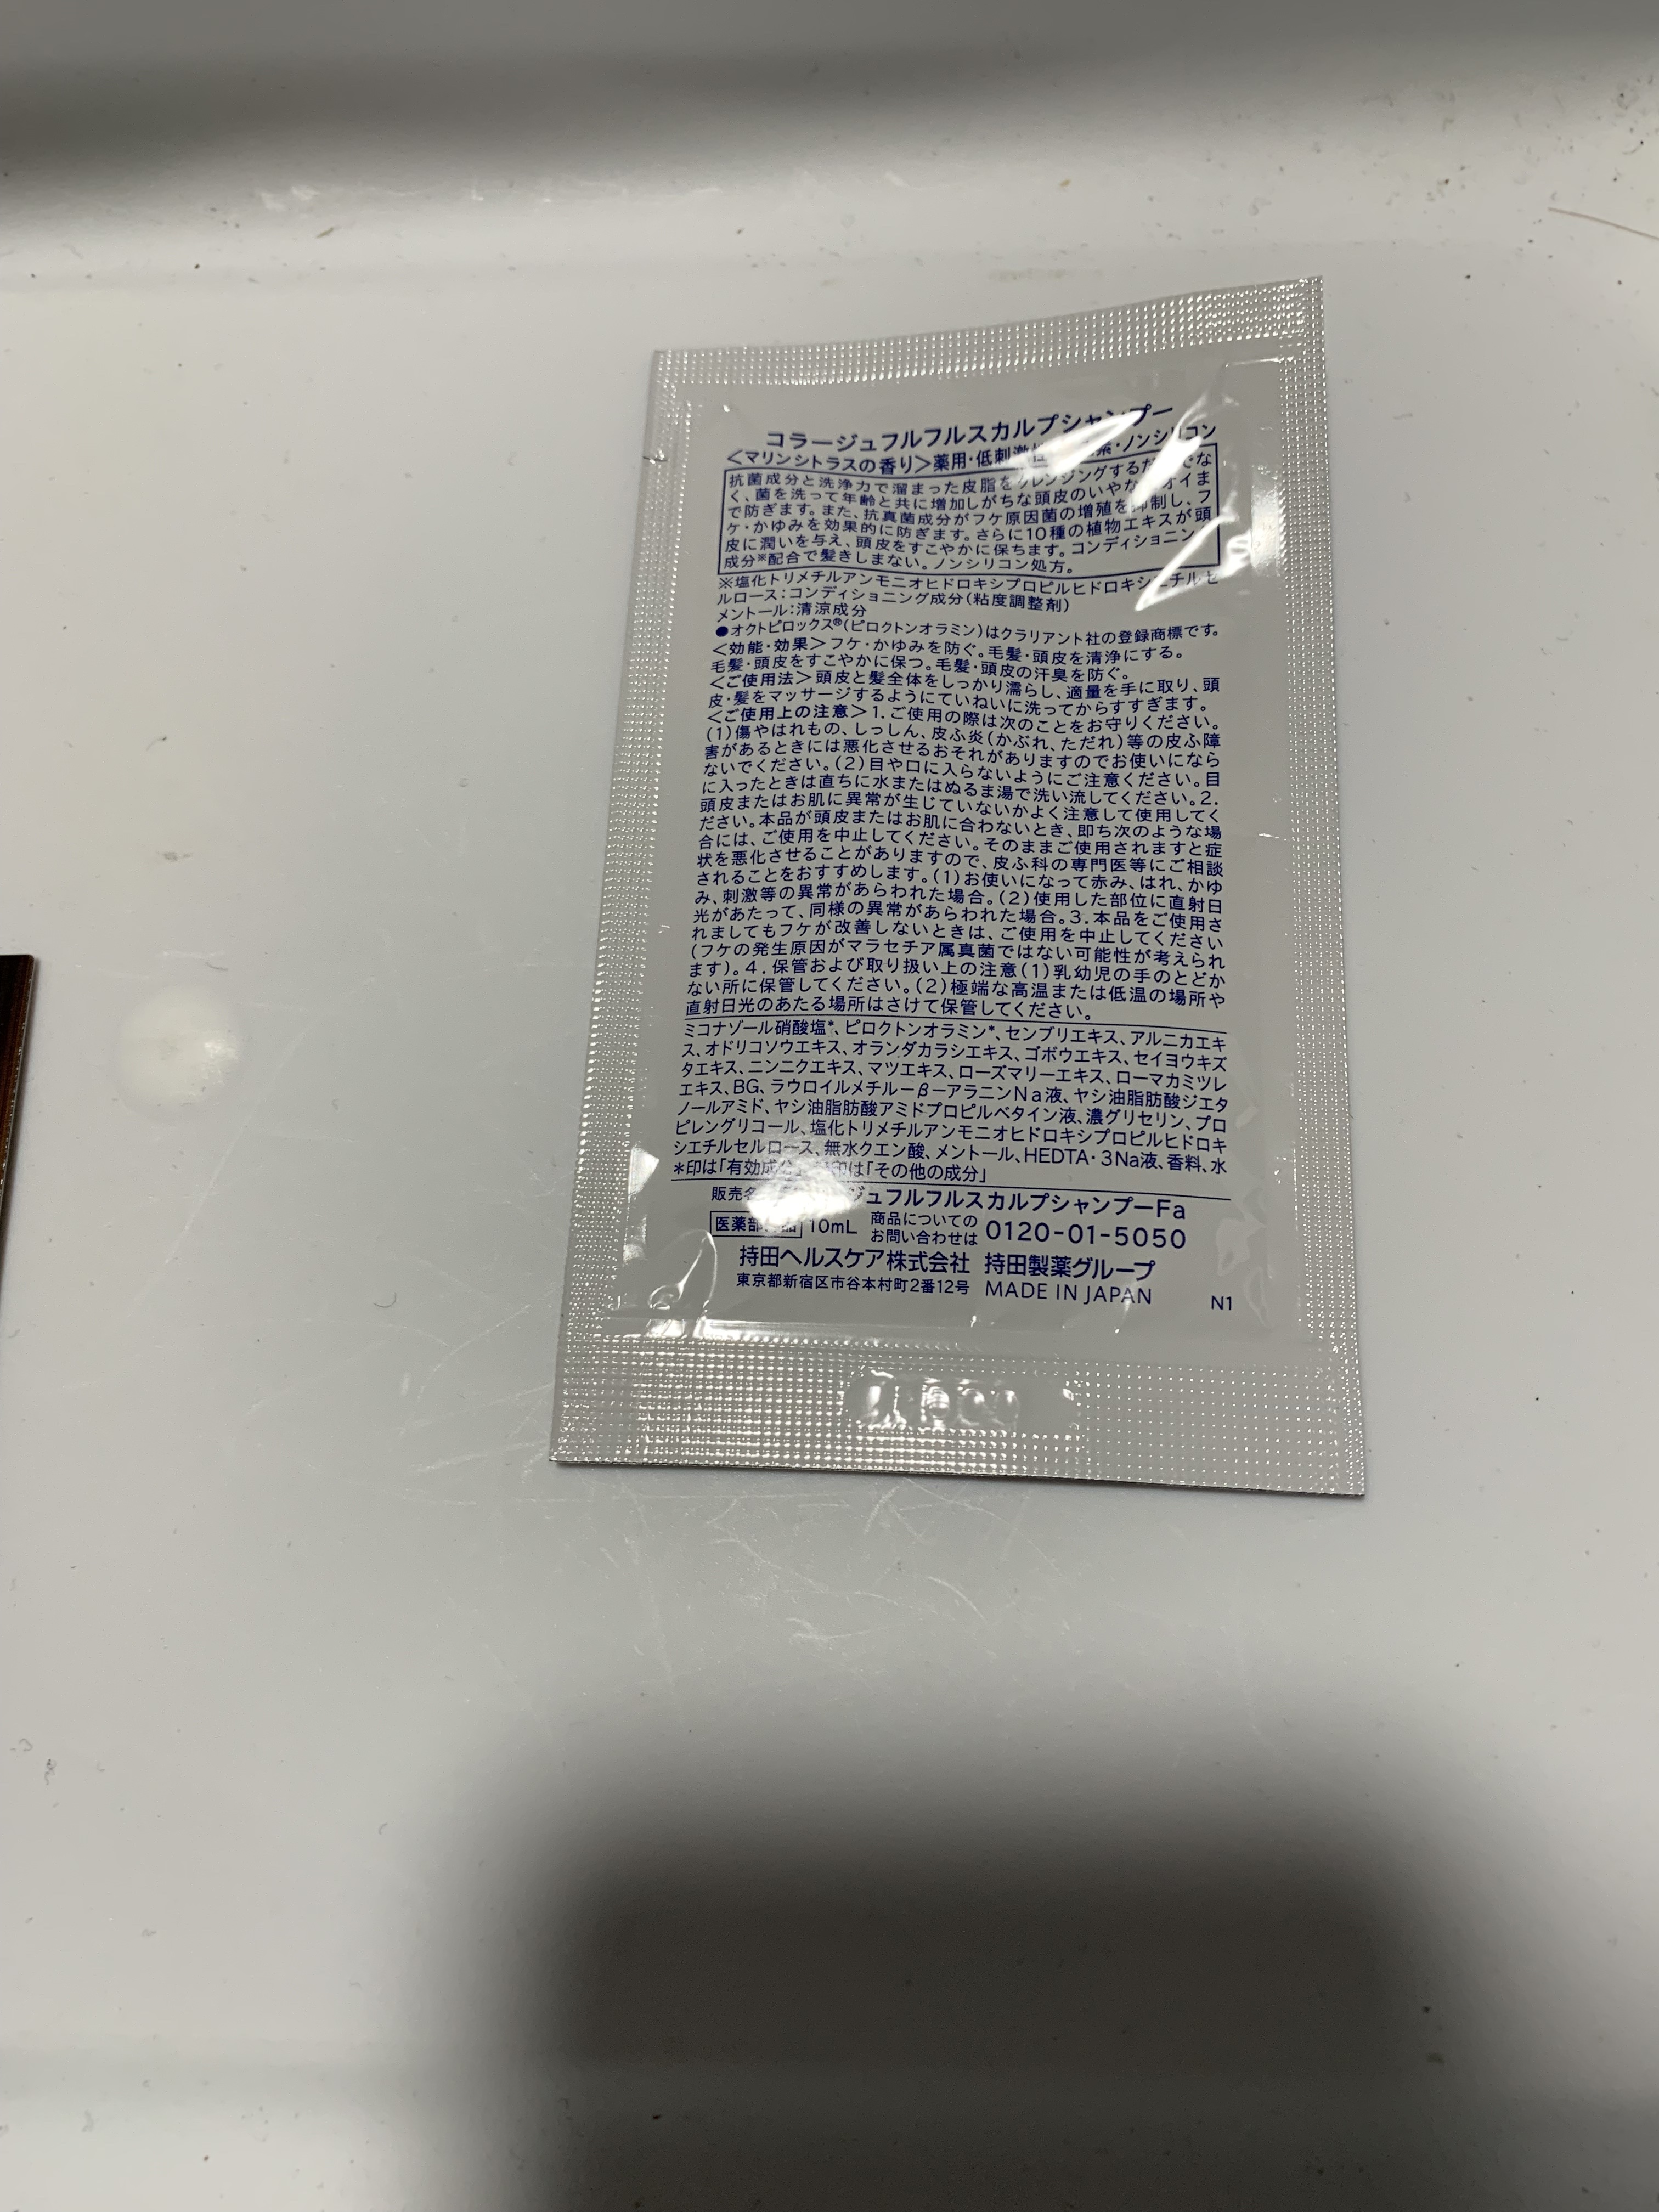 コラージュフルフルスカルプシャンプー
＜マリンシトラスの香り＞薬用・低刺激性 系・ノンシリコン
抗菌成分と洗浄力で溜まった皮脂をクレンジングするだけでな
く、菌を洗って年齢と共に増加しがちな頭皮のいやなニオイま
で防ぎます。また、抗真菌成分がフケ原因菌の増殖を抑制し、フ
ケ・かゆみを効果的に防ぎます。さらに10種の植物エキスが頭
皮に潤いを与え、頭皮をすこやかに保ちます。コンディショニン
成分※配合で髪きしまない。ノンシリコン処方。
※塩化トリメチルアンモニオヒドロキシプロピルヒドロキシエチルセ
ルロース：コンディショニング成分（粘度調整剤）
メントール：清涼成分
●オクトピロックス®（ピロクトンオラミン）はクラリアント社の登録商標です。
＜効能・効果＞フケ・かゆみを防ぐ。毛髪・頭皮を清浄にする。
毛髪・頭皮をすこやかに保つ。毛髪・頭皮の汗臭を防ぐ。
＜ご使用法＞頭皮と髪全体をしっかり濡らし、適量を手に取り、頭
皮・髪をマッサージするようにていねいに洗ってからすすぎます。
＜ご使用上の注意＞1.ご使用の際は次のことをお守りください。
(1)傷やはれもの、しっしん、皮ふ炎（かぶれ、ただれ）等の皮ふ障
害があるときには悪化させるおそれがありますのでお使いになら
ないでください。(2)目や口に入らないようにご注意ください。目
に入ったときは直ちに水またはぬるま湯で洗い流してください。2.
頭皮またはお肌に異常が生じていないかよく注意して使用してく
ださい。本品が頭皮またはお肌に合わないとき、即ち次のような場
合には、ご使用を中止してください。そのままご使用されますと症
状を悪化させることがありますので、皮ふ科の専門医等にご相談
されることをおすすめします。(1)お使いになって赤み、はれ、かゆ
み、刺激等の異常があらわれた場合。(2)使用した部位に直射日
光があたって、同様の異常があらわれた場合。3.本品をご使用さ
れましてもフケが改善しないときは、ご使用を中止してください
（フケの発生原因がマラセチア属真菌ではない可能性が考えられ
ます）。4.保管および取り扱い上の注意(1)乳幼児の手のとどか
ない所に保管してください。(2)極端な高温または低温の場所や
直射日光のあたる場所はさけて保管してください。
ミコナゾール硝酸塩*、ピロクトンオラミン*、センブリエキス、アルニカエキ
ス、オドリコソウエキス、オランダカラシエキス、ゴボウエキス、セイヨウキズ
タエキス、ニンニクエキス、マツエキス、ローズマリーエキス、ローマカミツレ
エキス、BG、ラウロイルメチルーβーアラニンNa液、ヤシ油脂肪酸ジエタ
ノールアミド、ヤシ油脂肪酸アミドプロピルベタイン液、濃グリセリン、プロ
ピレングリコール、塩化トリメチルアンモニオヒドロキシプロピルヒドロキ
シエチルセルロース、無水クエン酸、メントール、HEDTA・3Na液、香料、水
*印は「有効成分」 印は「その他の成分」
販売名 ジュフルフルスカルプシャンプーFa
医薬部 品 10mL 商品についての
お問い合わせは 0120-01-5050
持田ヘルスケア株式会社 持田製薬グループ
東京都新宿区市谷本村町2番12号 MADE IN JAPAN N1